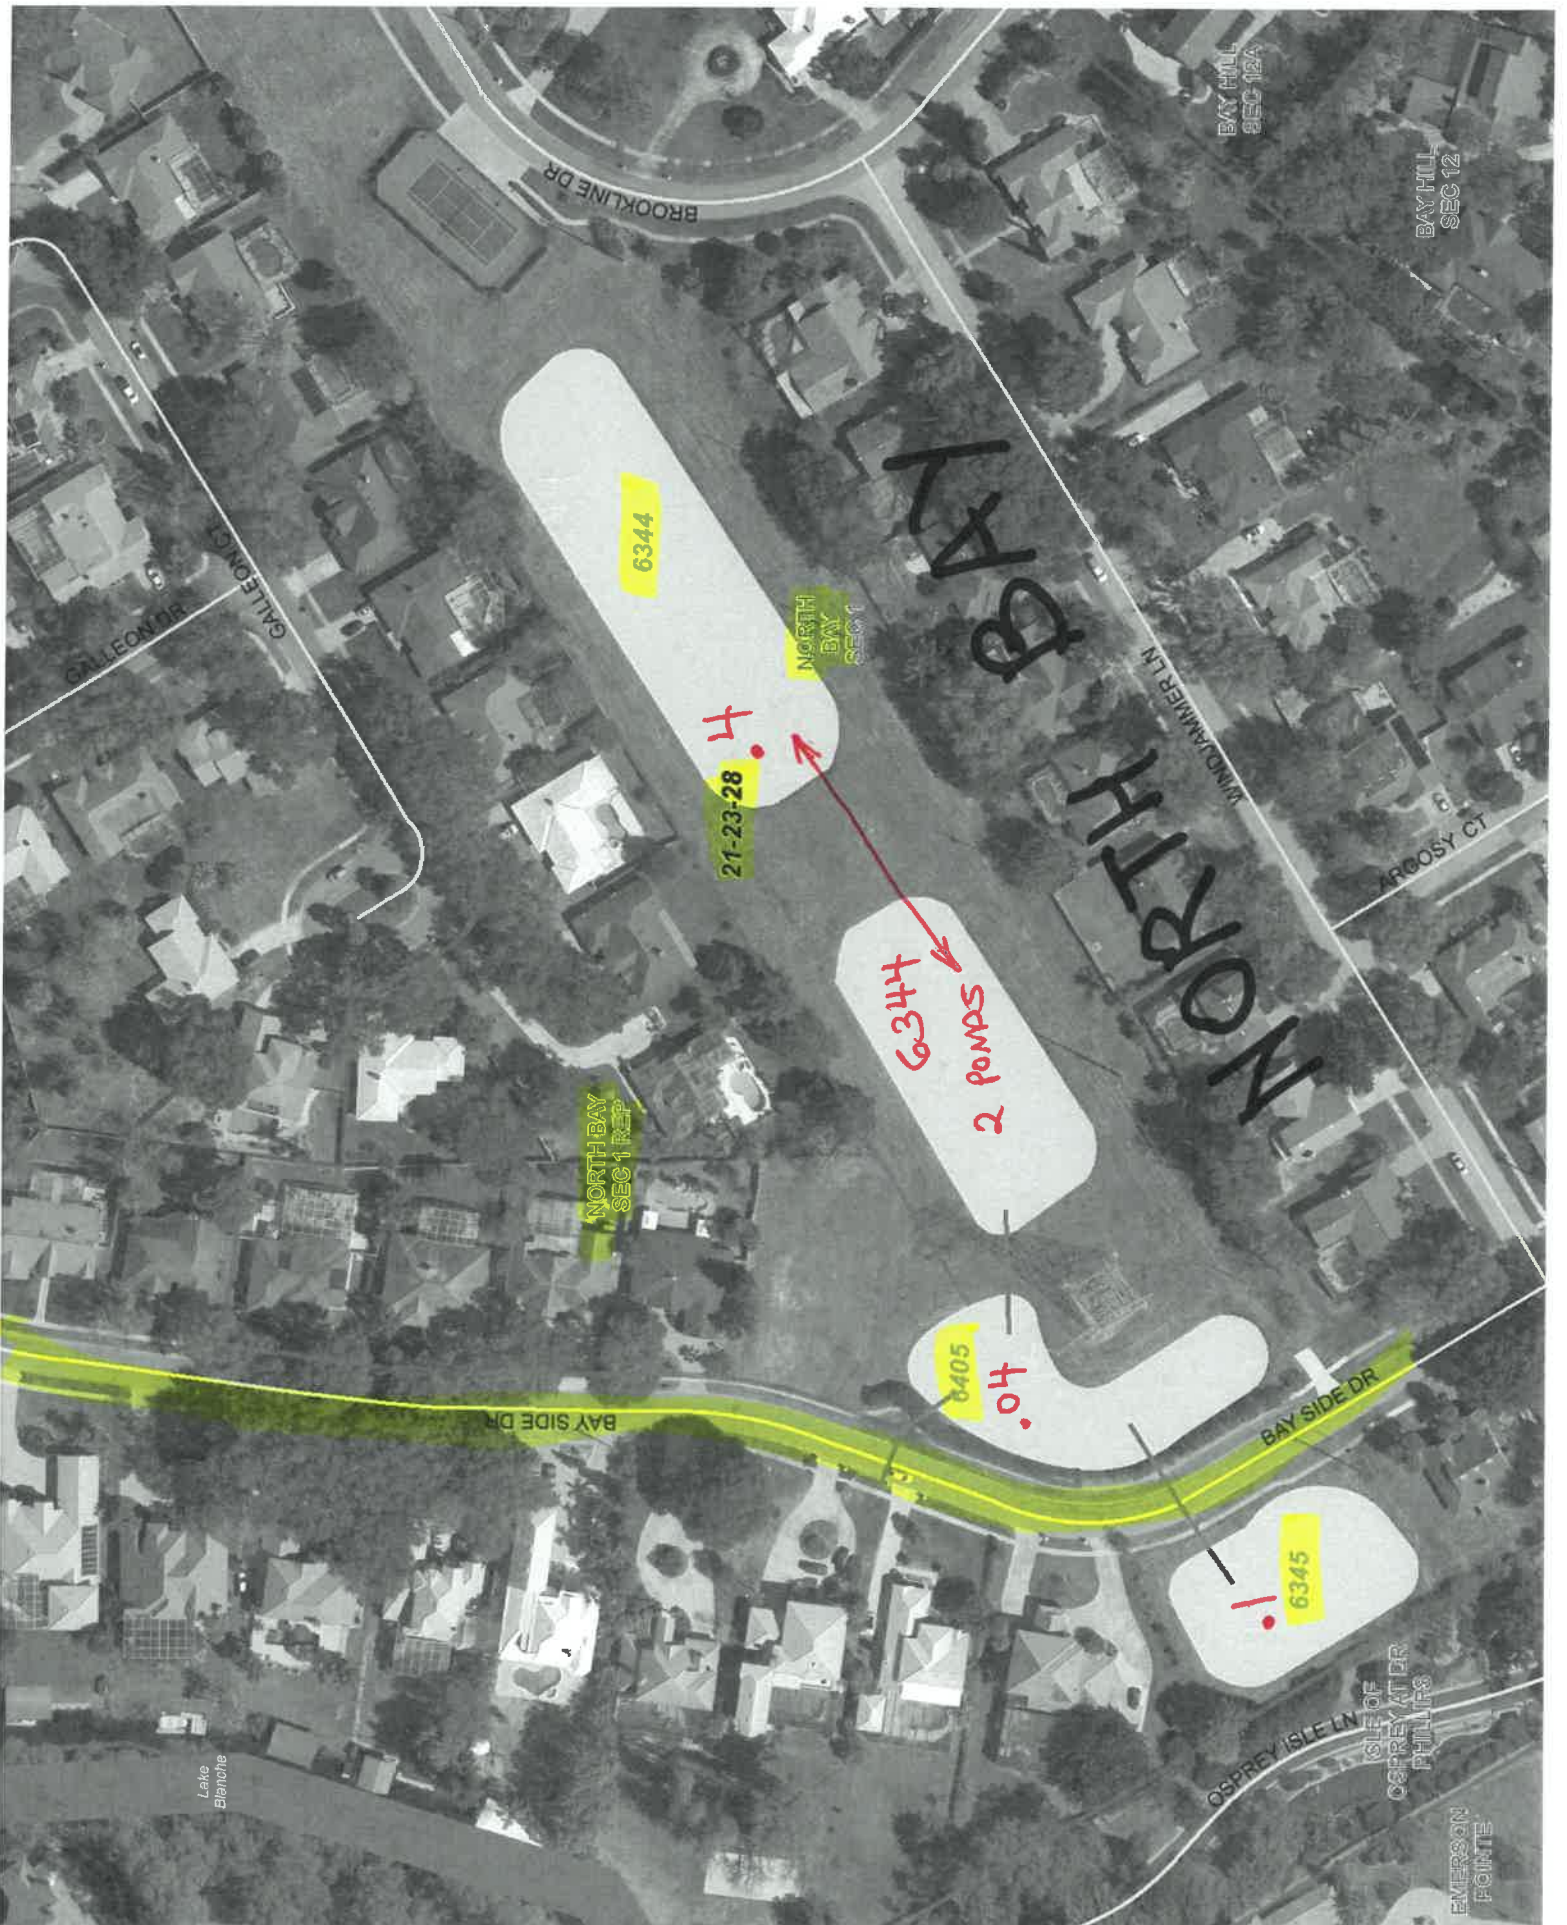 BROOKLINE DR
BAY HILL
SEC 12A
BAY HILL
SEC 12
GALLEON CT
GALLEON DR
6344
NORTH
BAY
SEC 1
.4
21-23-28
NORTH BAY
WINDJAMMER LN
ARGOSY CT
6344
2 PONDS
NORTH BAY
SEC 1 REP
6405
.04
BAY SIDE DR
BAY SIDE DR
.1
6345
Lake
Blanche
OSPREY ISLE LN
ISLE OF
OSPREY AT DR
PHILLIPS
EMERSON
POINTE